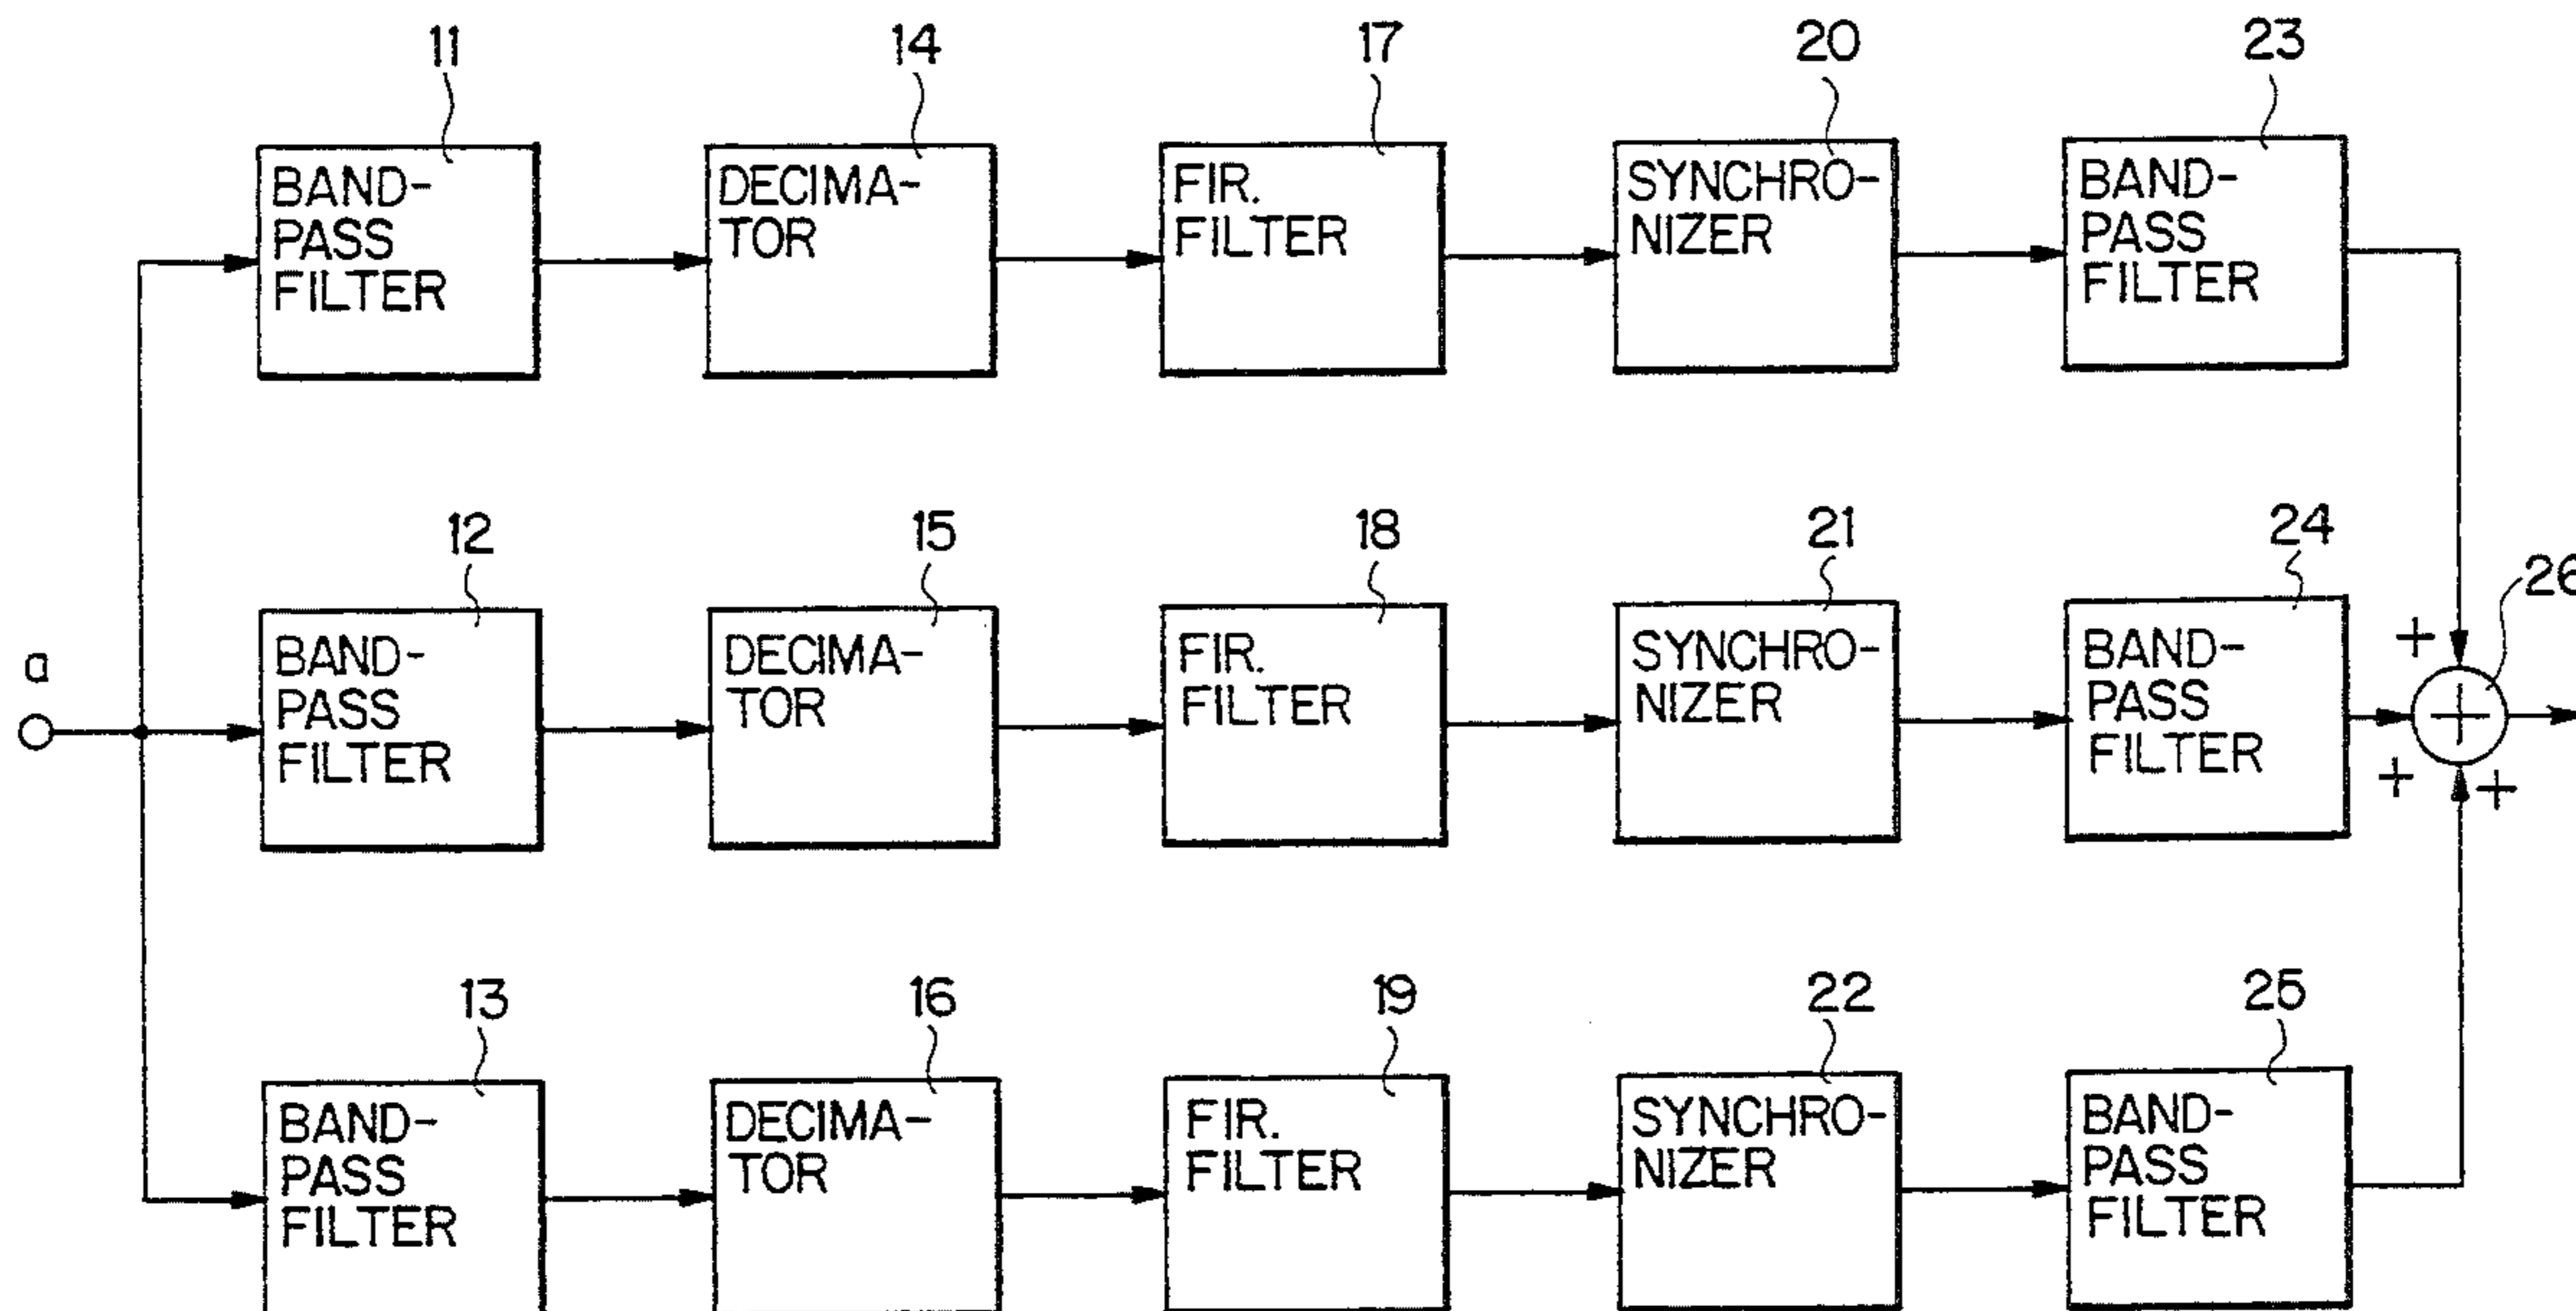 11 14 17 20 23
BAND-
PASS
FILTER
DECIMA-
TOR
FIR.
FILTER
SYNCHRO-
NIZER
BAND-
PASS
FILTER
12 15 18 21 24
26
a
BAND-
PASS
FILTER
DECIMA-
TOR
FIR.
FILTER
SYNCHRO-
NIZER
BAND-
PASS
FILTER
+
+
+
+
13 16 19 22 25
BAND-
PASS
FILTER
DECIMA-
TOR
FIR.
FILTER
SYNCHRO-
NIZER
BAND-
PASS
FILTER